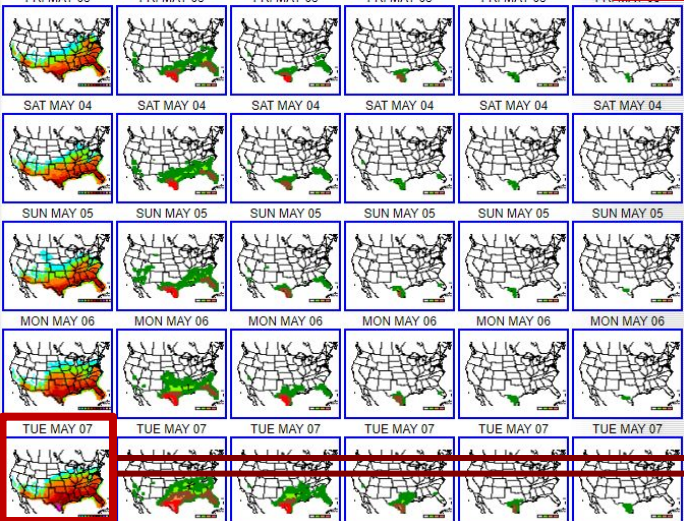 SAT MAY 04 SAT MAY 04 SAT MAY 04 SAT MAY 04 SAT MAY 04 SAT MAY 04
SUN MAY 05 SUN MAY 05 SUN MAY 05 SUN MAY 05 SUN MAY 05 SUN MAY 05
MON MAY 06 MON MAY 06 MON MAY 06 MON MAY 06 MON MAY 06 MON MAY 06
TUE MAY 07 TUE MAY 07 TUE MAY 07 TUE MAY 07 TUE MAY 07 TUE MAY 07